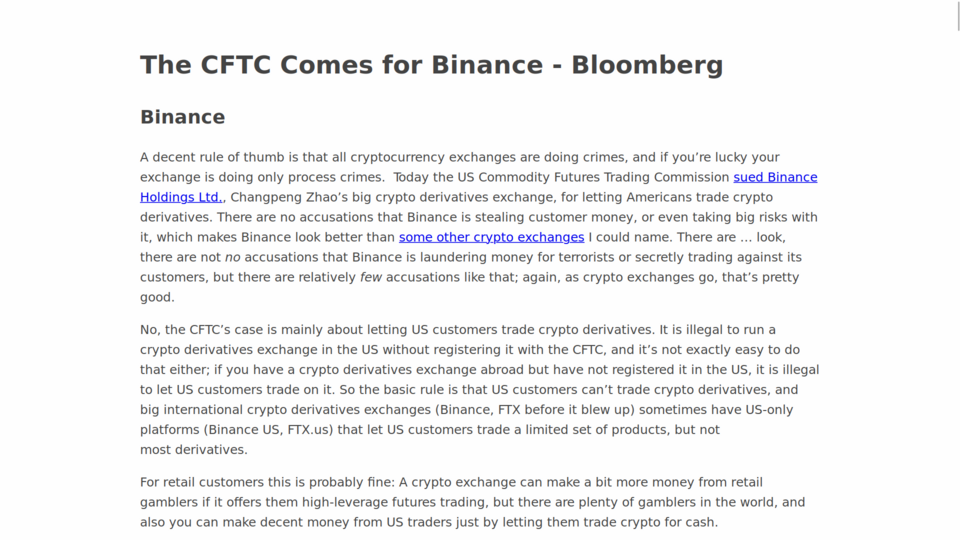 The CFTC Comes for Binance - Bloomberg
Binance
A decent rule of thumb is that all cryptocurrency exchanges are doing crimes, and if you’re lucky your
exchange is doing only process crimes.  Today the US Commodity Futures Trading Commission sued Binance
Holdings Ltd., Changpeng Zhao’s big crypto derivatives exchange, for letting Americans trade crypto
derivatives. There are no accusations that Binance is stealing customer money, or even taking big risks with
it, which makes Binance look better than some other crypto exchanges I could name. There are … look,
there are not no accusations that Binance is laundering money for terrorists or secretly trading against its
customers, but there are relatively few accusations like that; again, as crypto exchanges go, that’s pretty
good.
No, the CFTC’s case is mainly about letting US customers trade crypto derivatives. It is illegal to run a
crypto derivatives exchange in the US without registering it with the CFTC, and it’s not exactly easy to do
that either; if you have a crypto derivatives exchange abroad but have not registered it in the US, it is illegal
to let US customers trade on it. So the basic rule is that US customers can’t trade crypto derivatives, and
big international crypto derivatives exchanges (Binance, FTX before it blew up) sometimes have US-only
platforms (Binance US, FTX.us) that let US customers trade a limited set of products, but not
most derivatives.
For retail customers this is probably fine: A crypto exchange can make a bit more money from retail
gamblers if it offers them high-leverage futures trading, but there are plenty of gamblers in the world, and
also you can make decent money from US traders just by letting them trade crypto for cash.